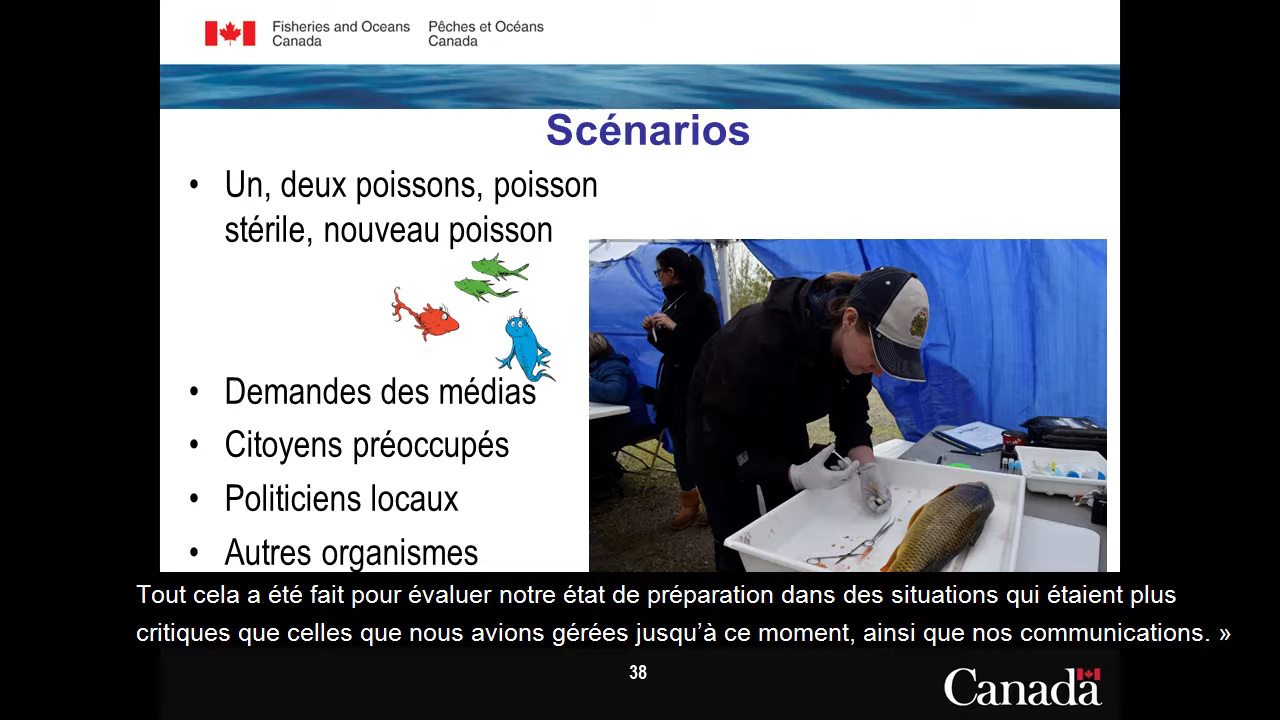 Fisheries and Oceans
Canada
Pêches et Océans
Canada
Scénarios
• Un, deux poissons, poisson
stérile, nouveau poisson
• Demandes des médias
• Citoyens préoccupés
• Politiciens locaux
• Autres organismes
Tout cela a été fait pour évaluer notre état de préparation dans des situations qui étaient plus
critiques que celles que nous avions gérées jusqu’à ce moment, ainsi que nos communications. »
38
Canada